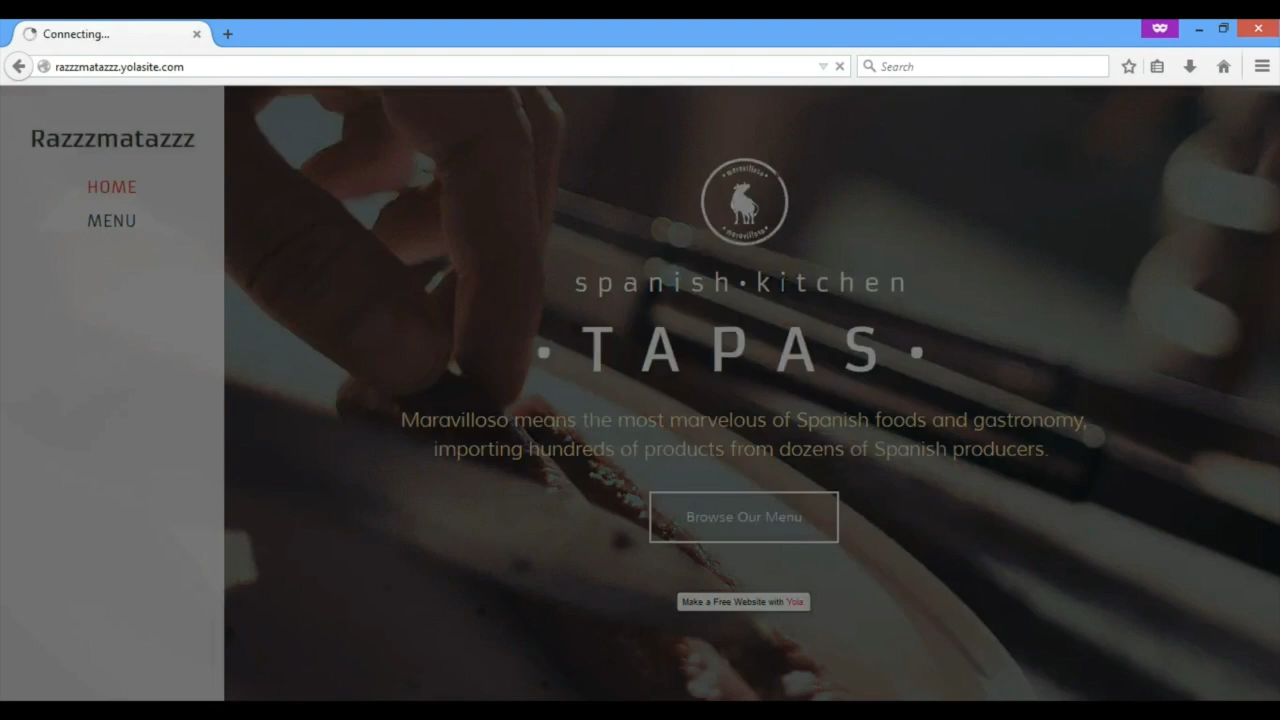 Connecting...
razzzmatazzz.yolasite.com
Search
Razzzmatazzz
HOME
MENU
maravilloso
maravilloso
spanish·kitchen
·TAPAS·
Maravilloso means the most marvelous of Spanish foods and gastronomy,
importing hundreds of products from dozens of Spanish producers.
Browse Our Menu
Make a Free Website with Yola.